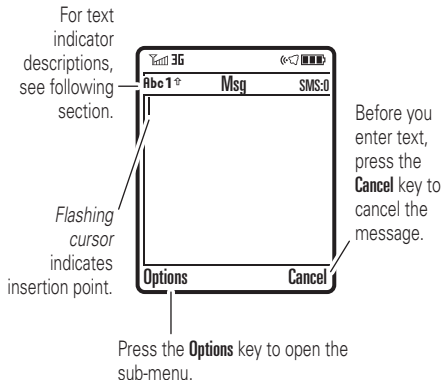 For text
indicator
descriptions,
see following
section.
3G
Abc 1⇧ Msg SMS:0
Before you
enter text,
press the
Cancel key to
cancel the
message.
Flashing
cursor
indicates
insertion point.
Options Cancel
Press the Options key to open the
sub-menu.